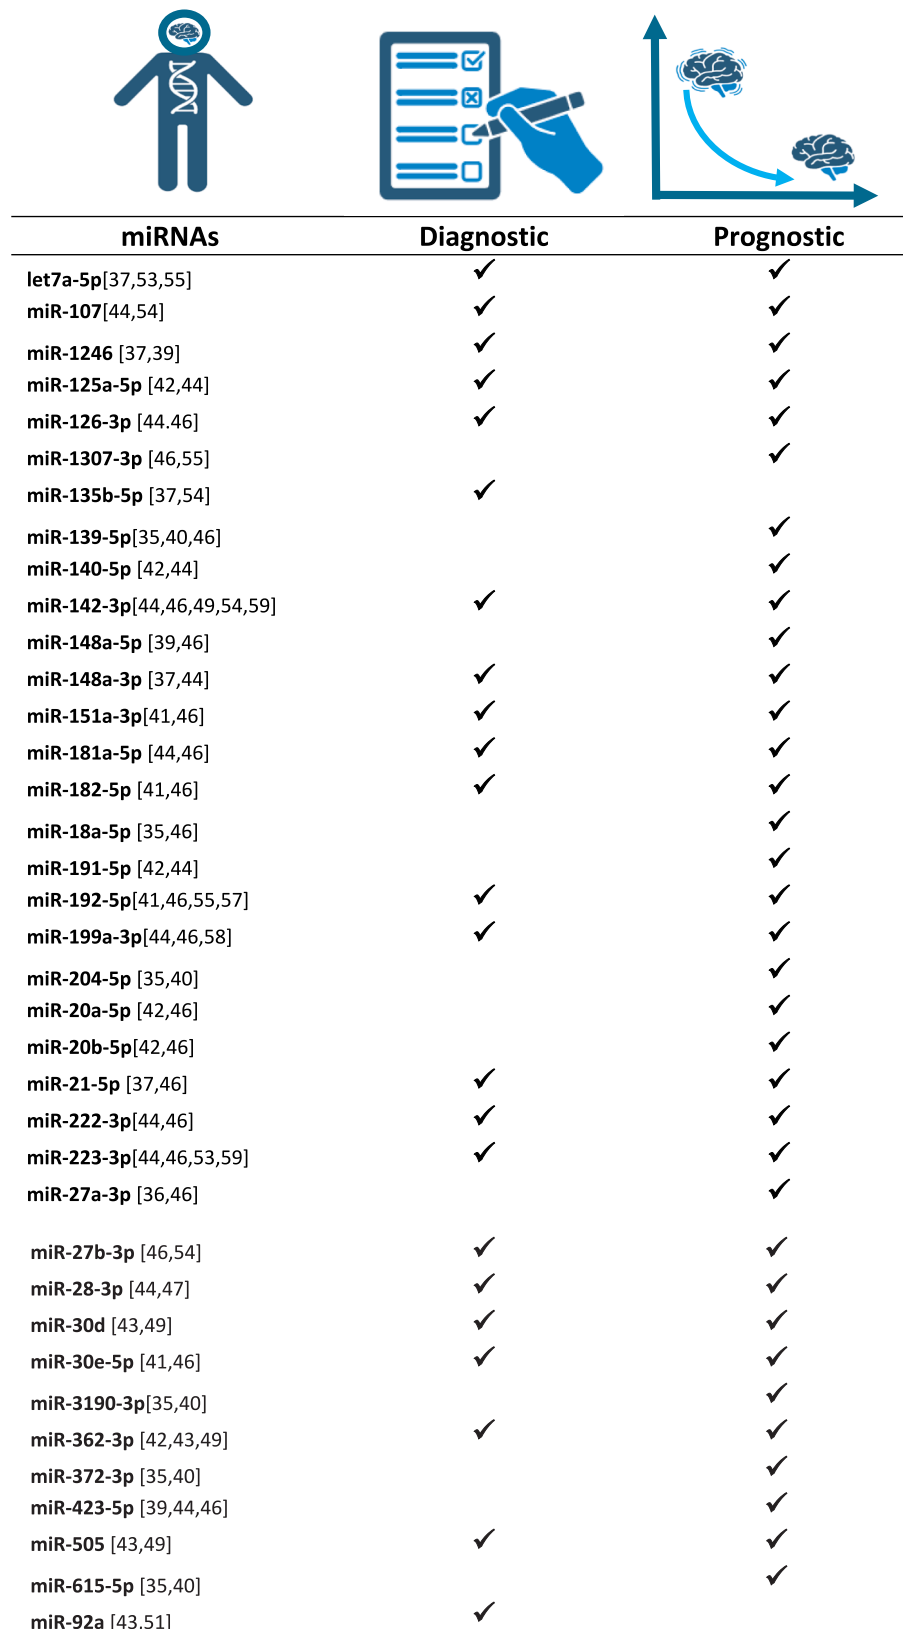 miRNAs Diagnostic Prognostic
let7a-5p[37,53,55] ✓ ✓
miR-107[44,54] ✓ ✓
miR-1246 [37,39] ✓ ✓
miR-125a-5p [42,44] ✓ ✓
miR-126-3p [44.46] ✓ ✓
miR-1307-3p [46,55] ✓
miR-135b-5p [37,54] ✓
miR-139-5p[35,40,46] ✓
miR-140-5p [42,44] ✓
miR-142-3p[44,46,49,54,59] ✓ ✓
miR-148a-5p [39,46] ✓
miR-148a-3p [37,44] ✓ ✓
miR-151a-3p[41,46] ✓ ✓
miR-181a-5p [44,46] ✓ ✓
miR-182-5p [41,46] ✓ ✓
miR-18a-5p [35,46] ✓
miR-191-5p [42,44] ✓
miR-192-5p[41,46,55,57] ✓ ✓
miR-199a-3p[44,46,58] ✓ ✓
miR-204-5p [35,40] ✓
miR-20a-5p [42,46] ✓
miR-20b-5p[42,46] ✓
miR-21-5p [37,46] ✓ ✓
miR-222-3p[44,46] ✓ ✓
miR-223-3p[44,46,53,59] ✓ ✓
miR-27a-3p [36,46] ✓
miR-27b-3p [46,54] ✓ ✓
miR-28-3p [44,47] ✓ ✓
miR-30d [43,49] ✓ ✓
miR-30e-5p [41,46] ✓ ✓
miR-3190-3p[35,40] ✓
miR-362-3p [42,43,49] ✓ ✓
miR-372-3p [35,40] ✓
miR-423-5p [39,44,46] ✓
miR-505 [43,49] ✓ ✓
miR-615-5p [35,40] ✓
miR-92a [43,51] ✓